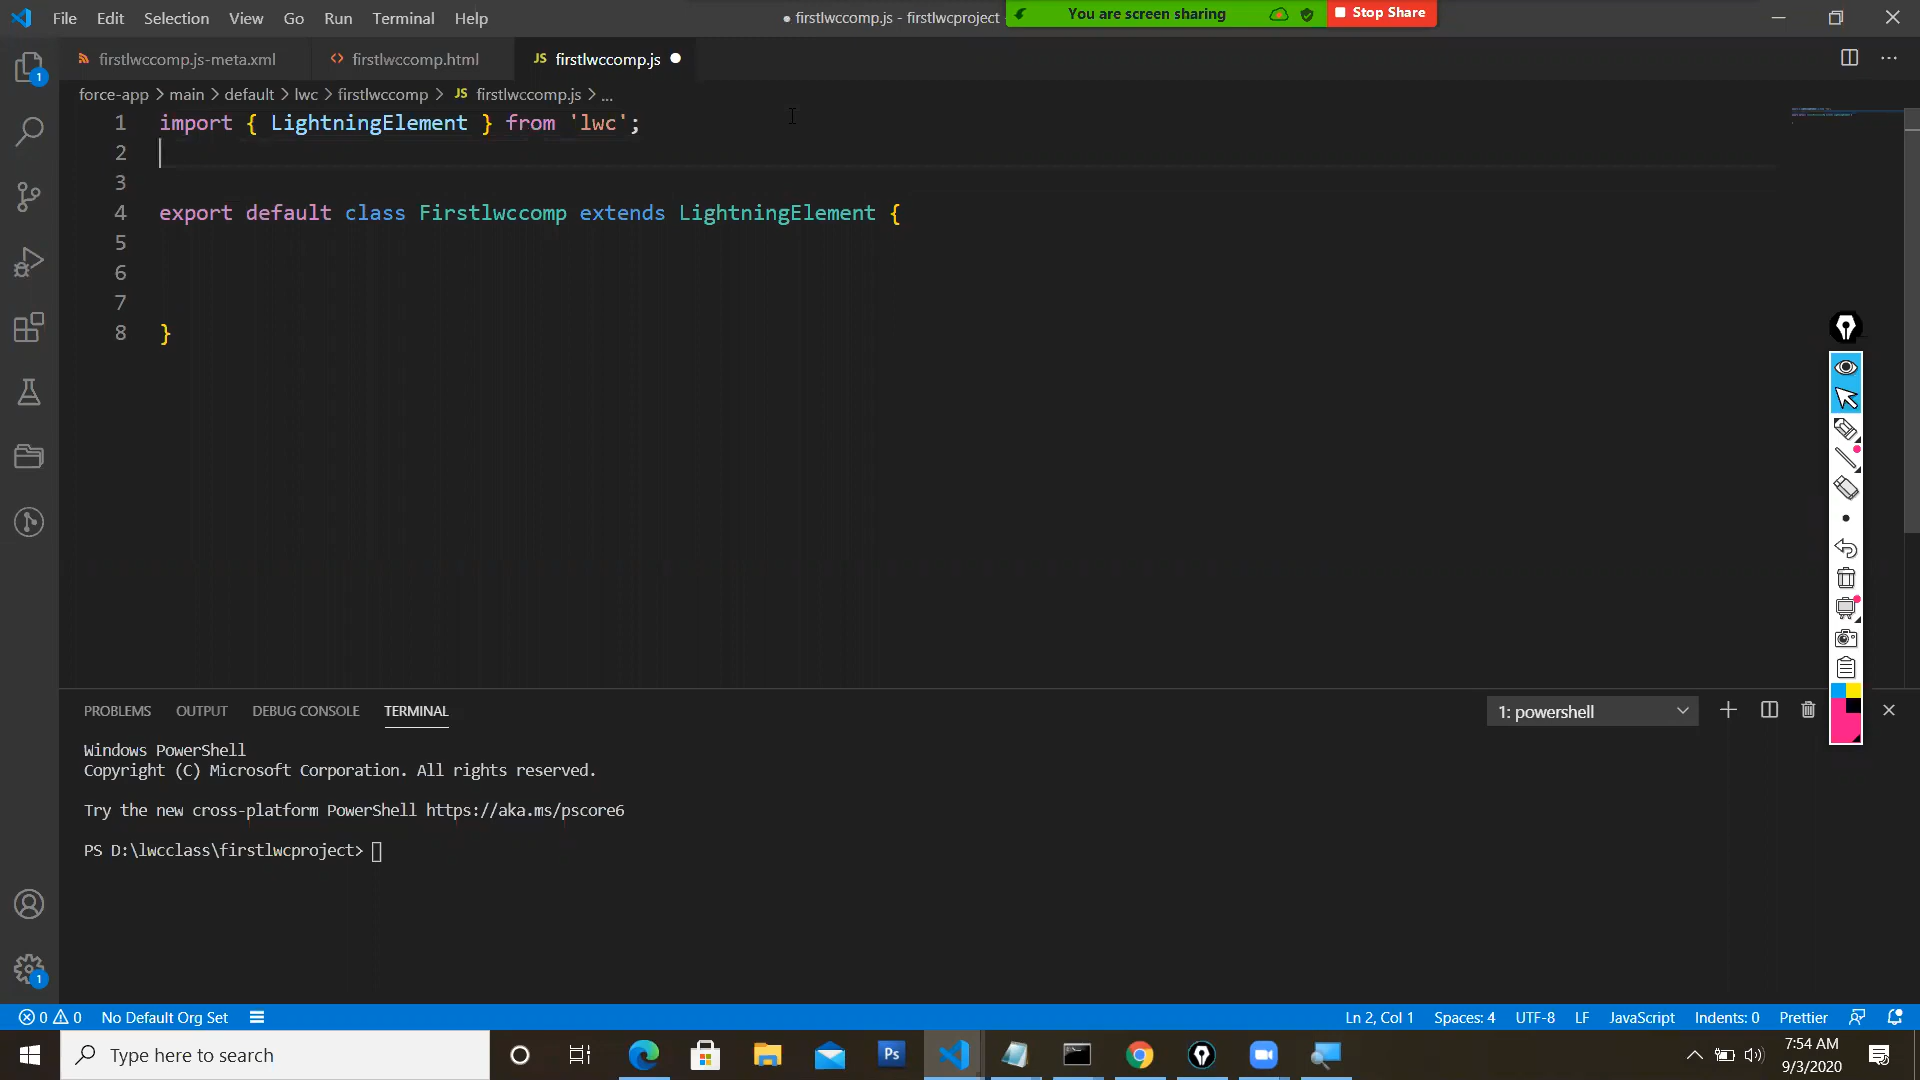 File Edit Selection View Go Run Terminal Help
● firstlwccomp.js - firstlwcproject
You are screen sharing
Stop Share
firstlwccomp.js-meta.xml
firstlwccomp.html
JS firstlwccomp.js
force-app > main > default > lwc > firstlwccomp > JS firstlwccomp.js > ...
1 import { LightningElement } from 'lwc';
2
3
4 export default class Firstlwccomp extends LightningElement {
5
6
7
8 }
1
PROBLEMS OUTPUT DEBUG CONSOLE TERMINAL
1: powershell
Windows PowerShell
Copyright (C) Microsoft Corporation. All rights reserved.
Try the new cross-platform PowerShell https://aka.ms/pscore6
PS D:\lwcclass\firstlwcproject>
1
0 0 No Default Org Set
Ln 2, Col 1 Spaces: 4 UTF-8 LF JavaScript Indents: 0 Prettier
Type here to search
Ps
7:54 AM
9/3/2020